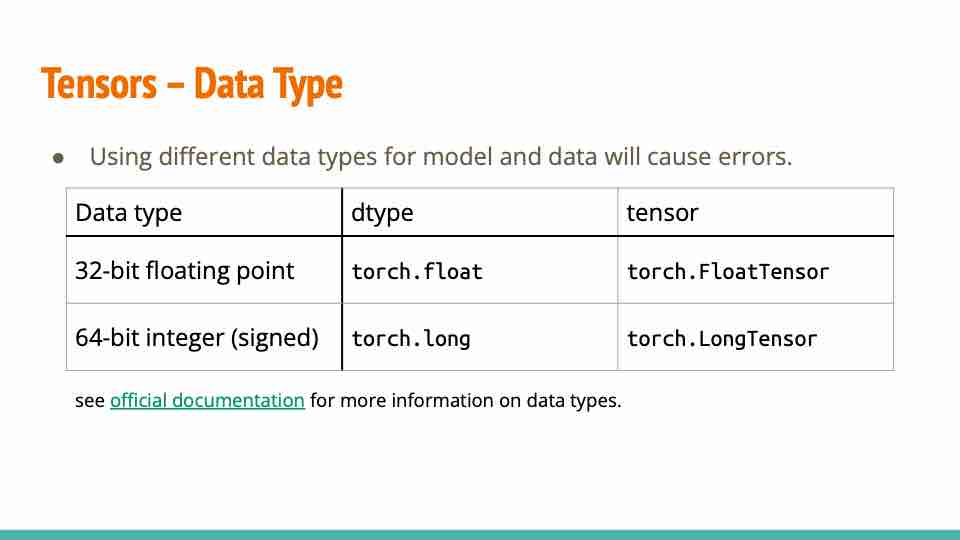 Tensors – Data Type
● Using different data types for model and data will cause errors.
Data type dtype tensor
32-bit floating point torch.float torch.FloatTensor
64-bit integer (signed) torch.long torch.LongTensor
see official documentation for more information on data types.